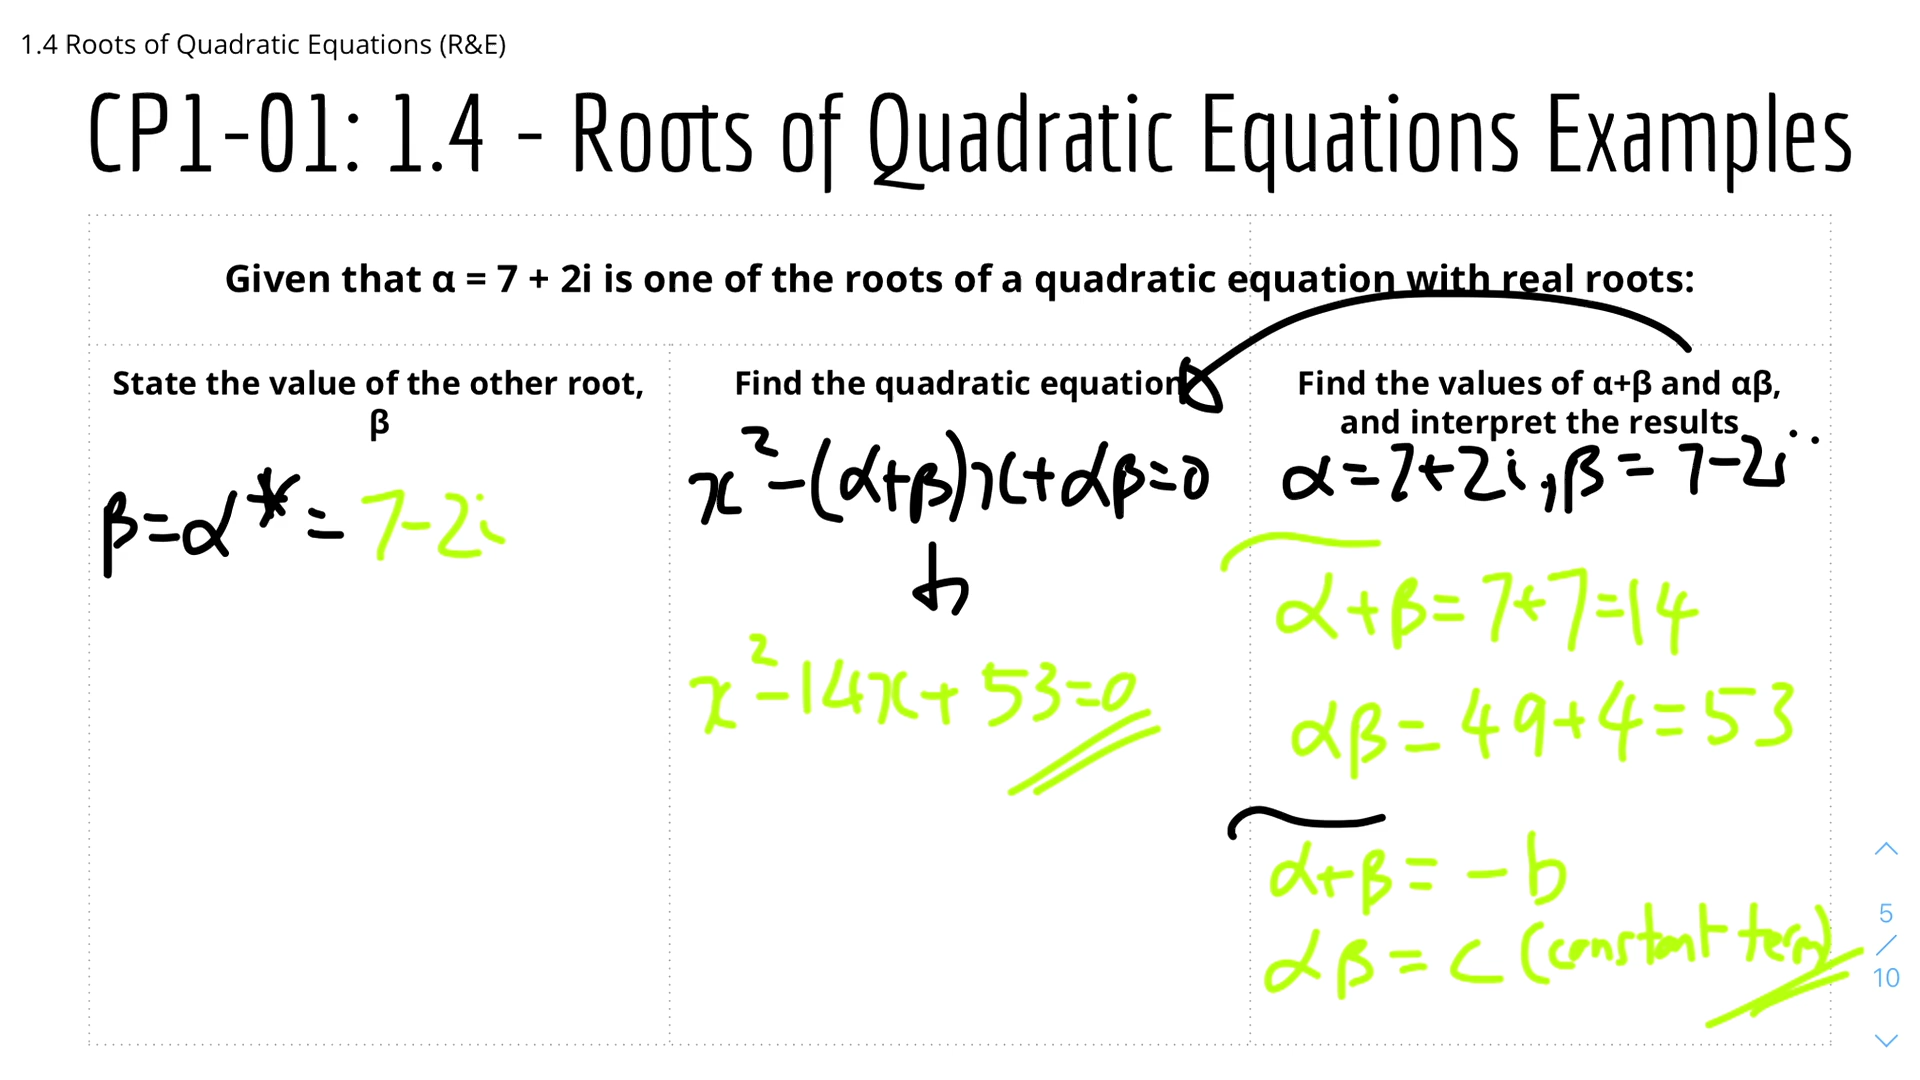 1.4 Roots of Quadratic Equations (R&E)
CP1-01: 1.4 - Roots of Quadratic Equations Examples
Given that α = 7 + 2i is one of the roots of a quadratic equation with real roots:
State the value of the other root,
β
β=α*= 7-2i
Find the quadratic equation
x²-(α+β)x+αβ=0
x²-14x+53=0
Find the values of α+β and αβ,
and interpret the results
α=7+2i, β=7-2i
α+β=7+7=14
αβ=49+4=53
α+β=-b
αβ=c (constant term)
5
/
10